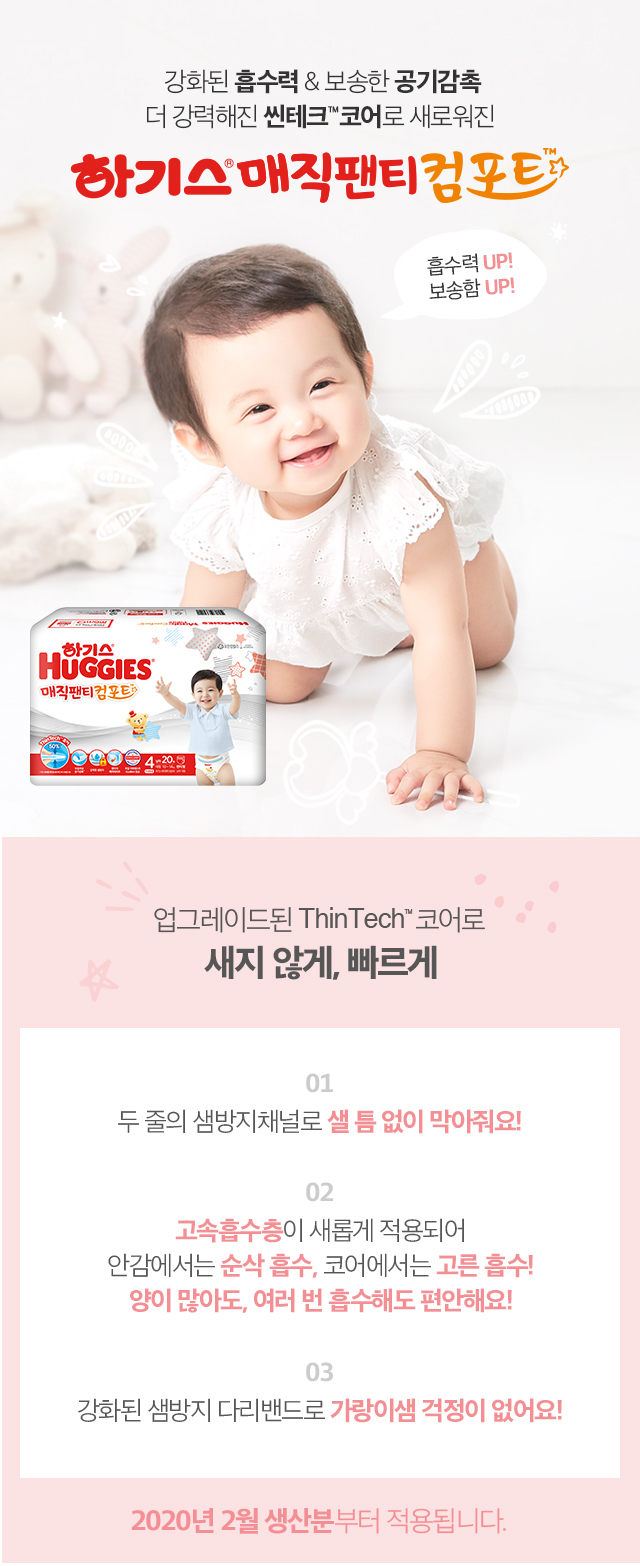 강화된 흡수력 & 보송한 공기감촉
더 강력해진 씬테크™코어로 새로워진
하기스® 매직팬티컴포트™
흡수력 UP!
보송함 UP!
하기스®
HUGGIES®
매직팬티컴포트
50%
4 20
업그레이드된 ThinTech™ 코어로
새지 않게, 빠르게
01
두 줄의 샘방지채널로 샐 틈 없이 막아줘요!
02
고속흡수층이 새롭게 적용되어
안감에서는 순삭 흡수, 코어에서는 고른 흡수!
양이 많아도, 여러 번 흡수해도 편안해요!
03
강화된 샘방지 다리밴드로 가랑이샘 걱정이 없어요!
2020년 2월 생산분부터 적용됩니다.